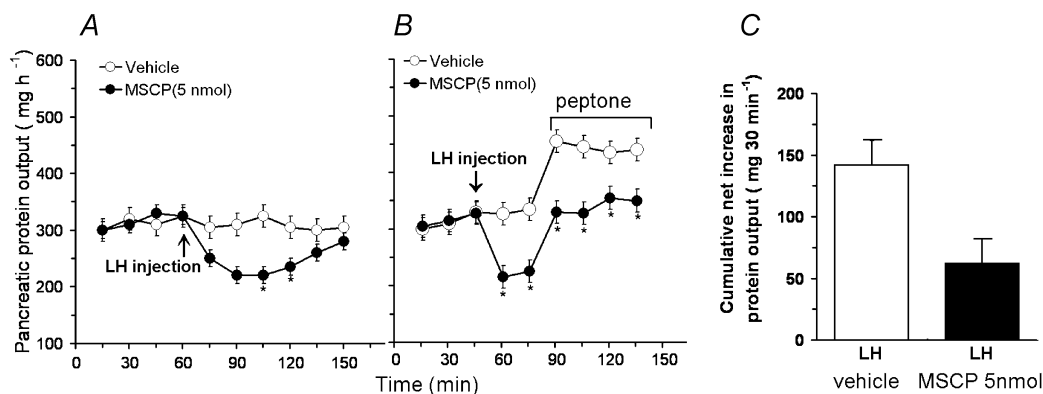 A
B
C
Pancreatic protein output ( mg h⁻¹)
600
500
400
300
200
100
Vehicle
MSCP(5 nmol)
LH injection
*
*
0
30
60
90
120
150
Vehicle
MSCP(5 nmol)
peptone
LH injection
*
*
*
*
*
*
0
30
60
90
120
150
Time (min)
Cumulative net increase in
protein output ( mg 30 min⁻¹)
200
150
100
50
0
LH
LH
vehicle
MSCP 5nmol